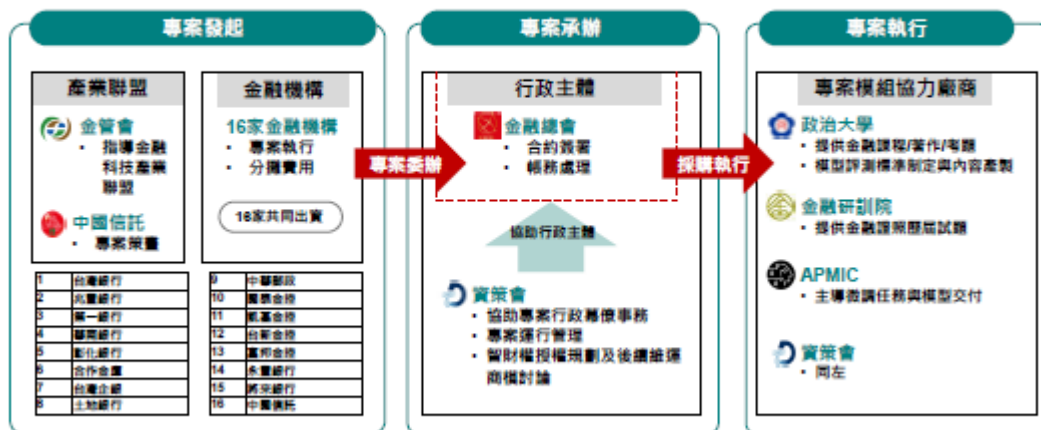 專案發起
產業聯盟
金管會
• 指導金融
科技產業
聯盟
中國信託
• 專案策畫
金融機構
16家金融機構
• 專案執行
• 分攤費用
16家共同出資
1 台灣銀行
2 兆豐銀行
3 第一銀行
4 華南銀行
5 彰化銀行
6 合作金庫
7 台灣企銀
8 土地銀行
9 中華郵政
10 國泰金控
11 凱基金控
12 台新金控
13 富邦金控
14 永豐銀行
15 將來銀行
16 中國信託
專案委辦
專案承辦
行政主體
金融總會
• 合約簽署
• 帳務處理
協助行政主體
資策會
• 協助專案行政幕僚事務
• 專案運行管理
• 智財權授權規劃及後續維運
商模討論
採購執行
專案執行
專案模組協力廠商
政治大學
• 提供金融課程/著作/考題
• 模型評測標準制定與內容產製
金融研訓院
• 提供金融證照歷屆試題
APMIC
• 主導微調任務與模型交付
資策會
• 同左